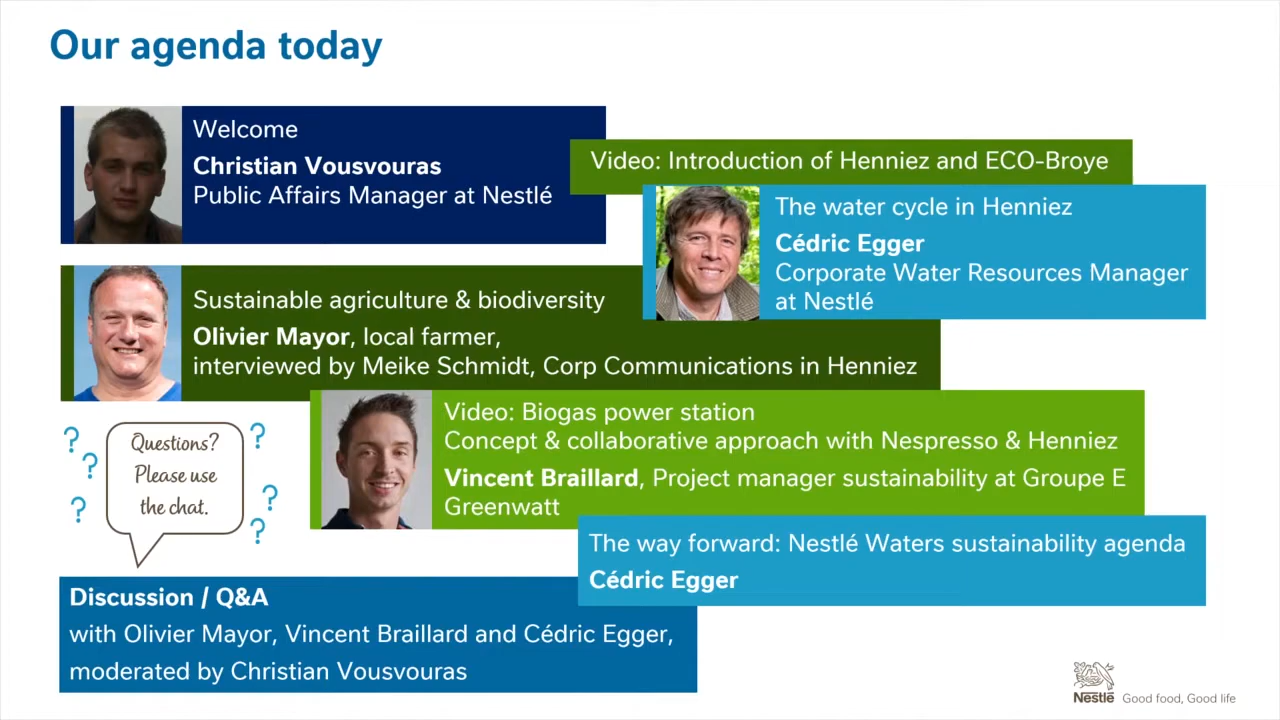 Our agenda today
Welcome
Christian Vousvouras
Public Affairs Manager at Nestlé
Video: Introduction of Henniez and ECO-Broye
The water cycle in Henniez
Cédric Egger
Corporate Water Resources Manager
at Nestlé
Sustainable agriculture & biodiversity
Olivier Mayor, local farmer,
interviewed by Meike Schmidt, Corp Communications in Henniez
Video: Biogas power station
Concept & collaborative approach with Nespresso & Henniez
Vincent Braillard, Project manager sustainability at Groupe E
Greenwatt
? ? ? ? ? ?
Questions?
Please use
the chat.
The way forward: Nestlé Waters sustainability agenda
Cédric Egger
Discussion / Q&A
with Olivier Mayor, Vincent Braillard and Cédric Egger,
moderated by Christian Vousvouras
Nestlé Good food, Good life